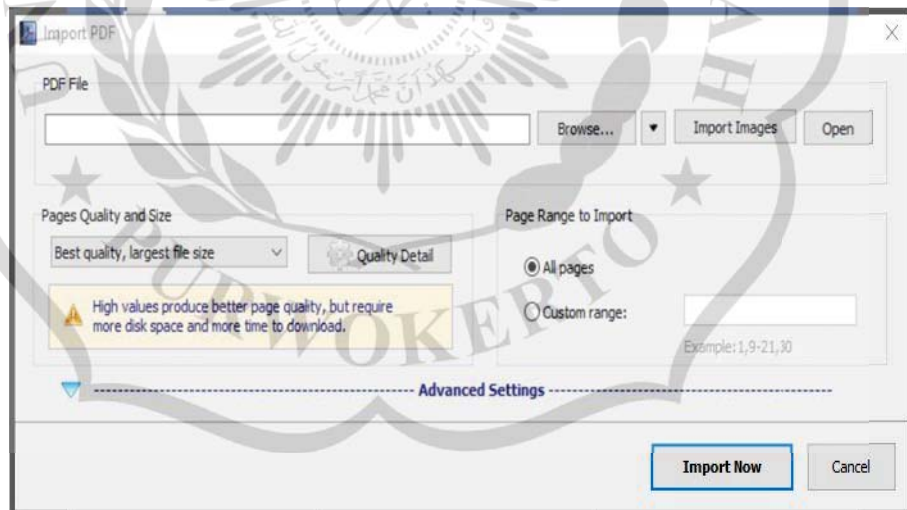 Import PDF
PDF File
Browse... Import Images Open
Pages Quality and Size
Page Range to Import
Best quality, largest file size
Quality Detail
All pages
High values produce better page quality, but require
more disk space and more time to download.
Custom range:
Example: 1,9-21,30
Advanced Settings
Import Now Cancel
PURWOKERTO